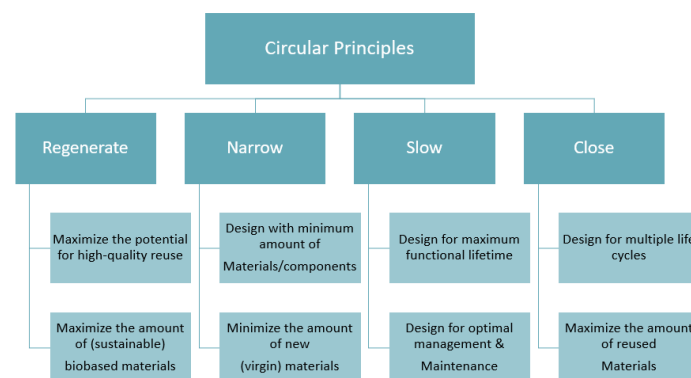 Circular Principles
Regenerate
Narrow
Slow
Close
Maximize the potential
for high-quality reuse
Design with minimum
amount of
Materials/components
Design for maximum
functional lifetime
Design for multiple life
cycles
Maximize the amount
of (sustainable)
biobased materials
Minimize the amount
of new
(virgin) materials
Design for optimal
management &
Maintenance
Maximize the amount
of reused
Materials